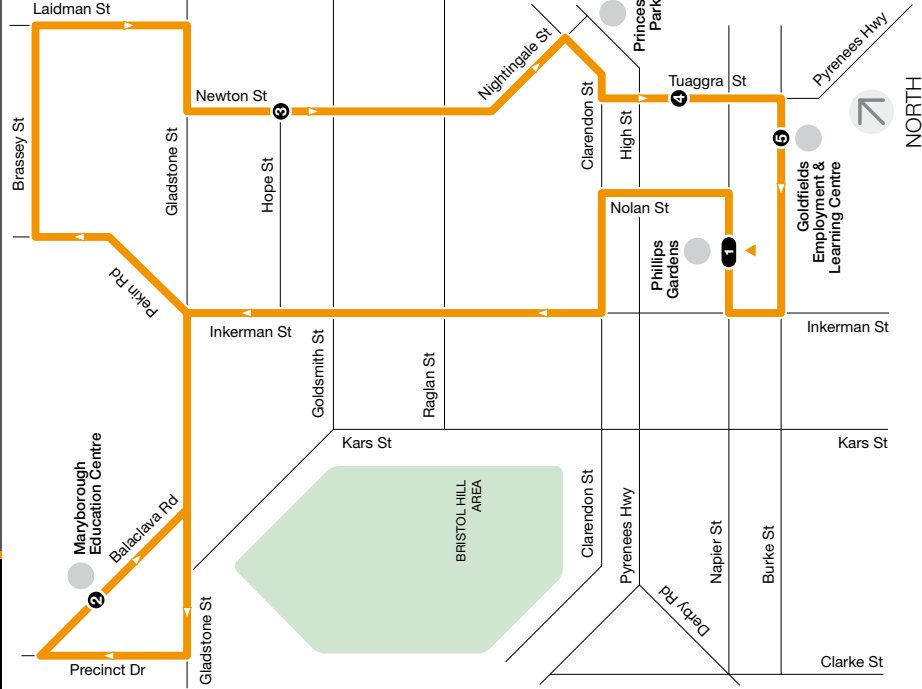 Laidman St
Brassey St
Newton St
3
Gladstone St
Hope St
Nightingale St
Princes
Park
Pyrenees Hwy
Tuaggra St
4
Clarendon St
High St
5
NORTH
Nolan St
Phillips
Gardens
1
Goldfields
Employment &
Learning Centre
Pekin Rd
Inkerman St
Inkerman St
Goldsmith St
Raglan St
Kars St
Kars St
Maryborough
Education Centre
Balaclava Rd
2
BRISTOL HILL
AREA
Clarendon St
Pyrenees Hwy
Napier St
Burke St
Derby Rd
Precinct Dr
Gladstone St
Clarke St